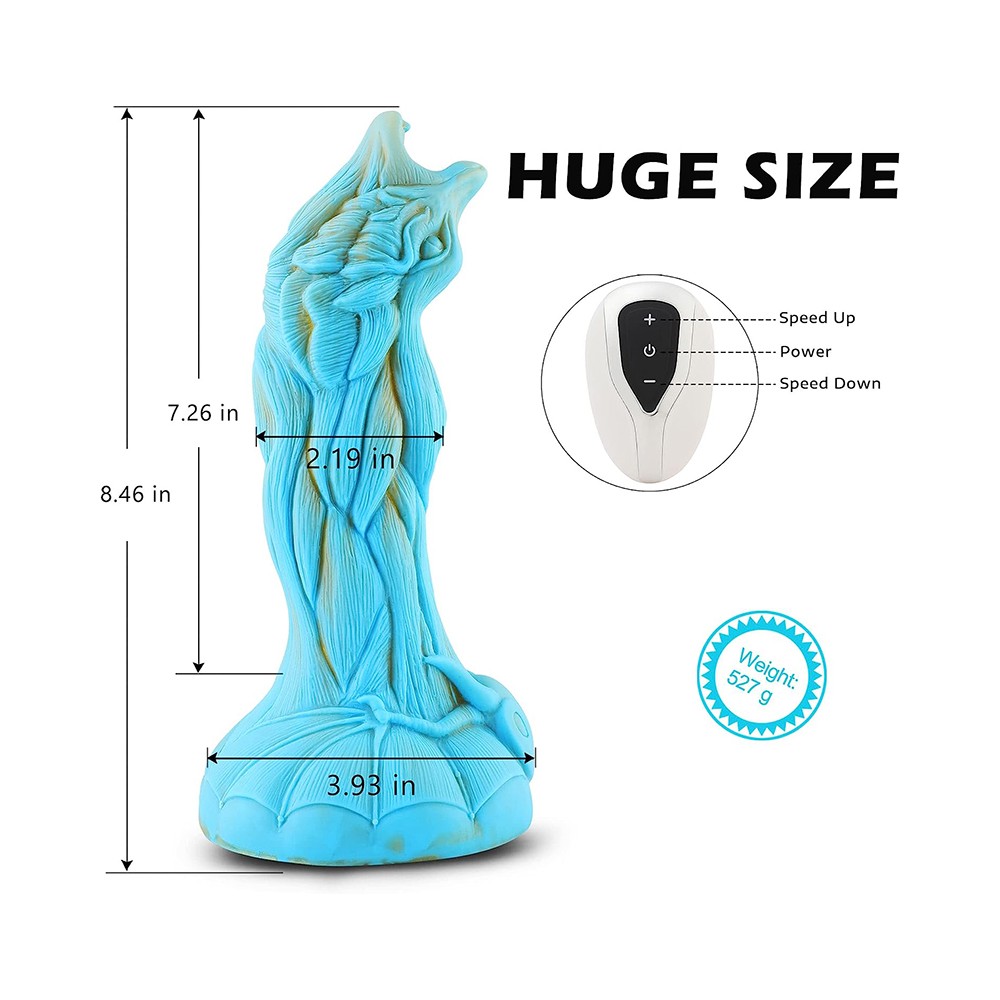 HUGE SIZE
Speed Up
Power
Speed Down
7.26 in
2.19 in
8.46 in
Weight:
527 g
3.93 in